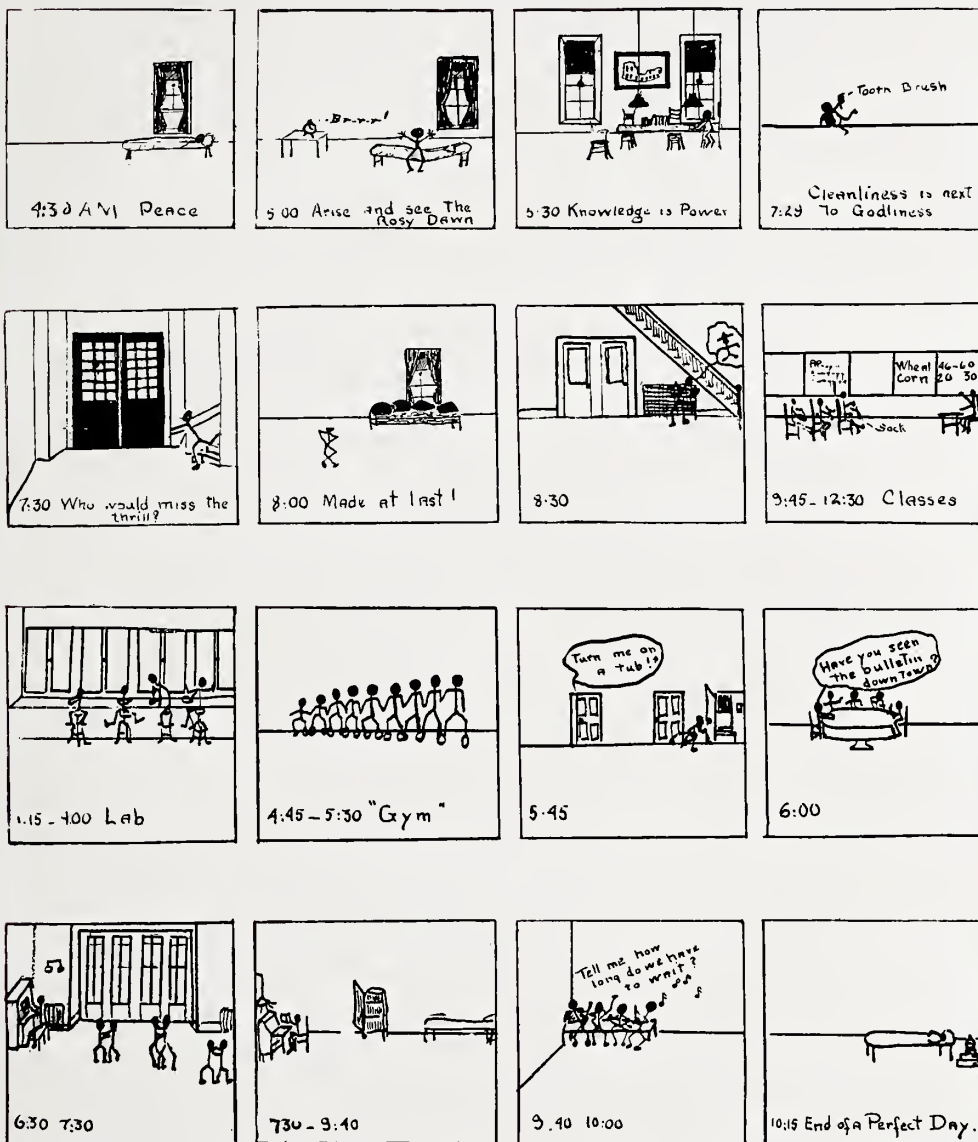 4:30 AM Peace
Br-r-r!
5 00 Arise and see The
Rosy Dawn
5·30 Knowledge is Power
Tooth Brush
Cleanliness is next
7:29 To Godliness
7:30 Who would miss the
thrill?
8:00 Made at last!
8·30
Wheat 46-60
Corn 20 30
Sock
9:45 - 12:30 Classes
1.15 - 4.00 Lab
4:45 - 5:30 "Gym"
Turn me on
a tub!
5·45
Have you seen
the bulletin
downtown?
6:00
6:30 7:30
730 - 9:40
Tell me how
long do we have
to wait?
9.40 10:00
10:15 End of a Perfect Day.